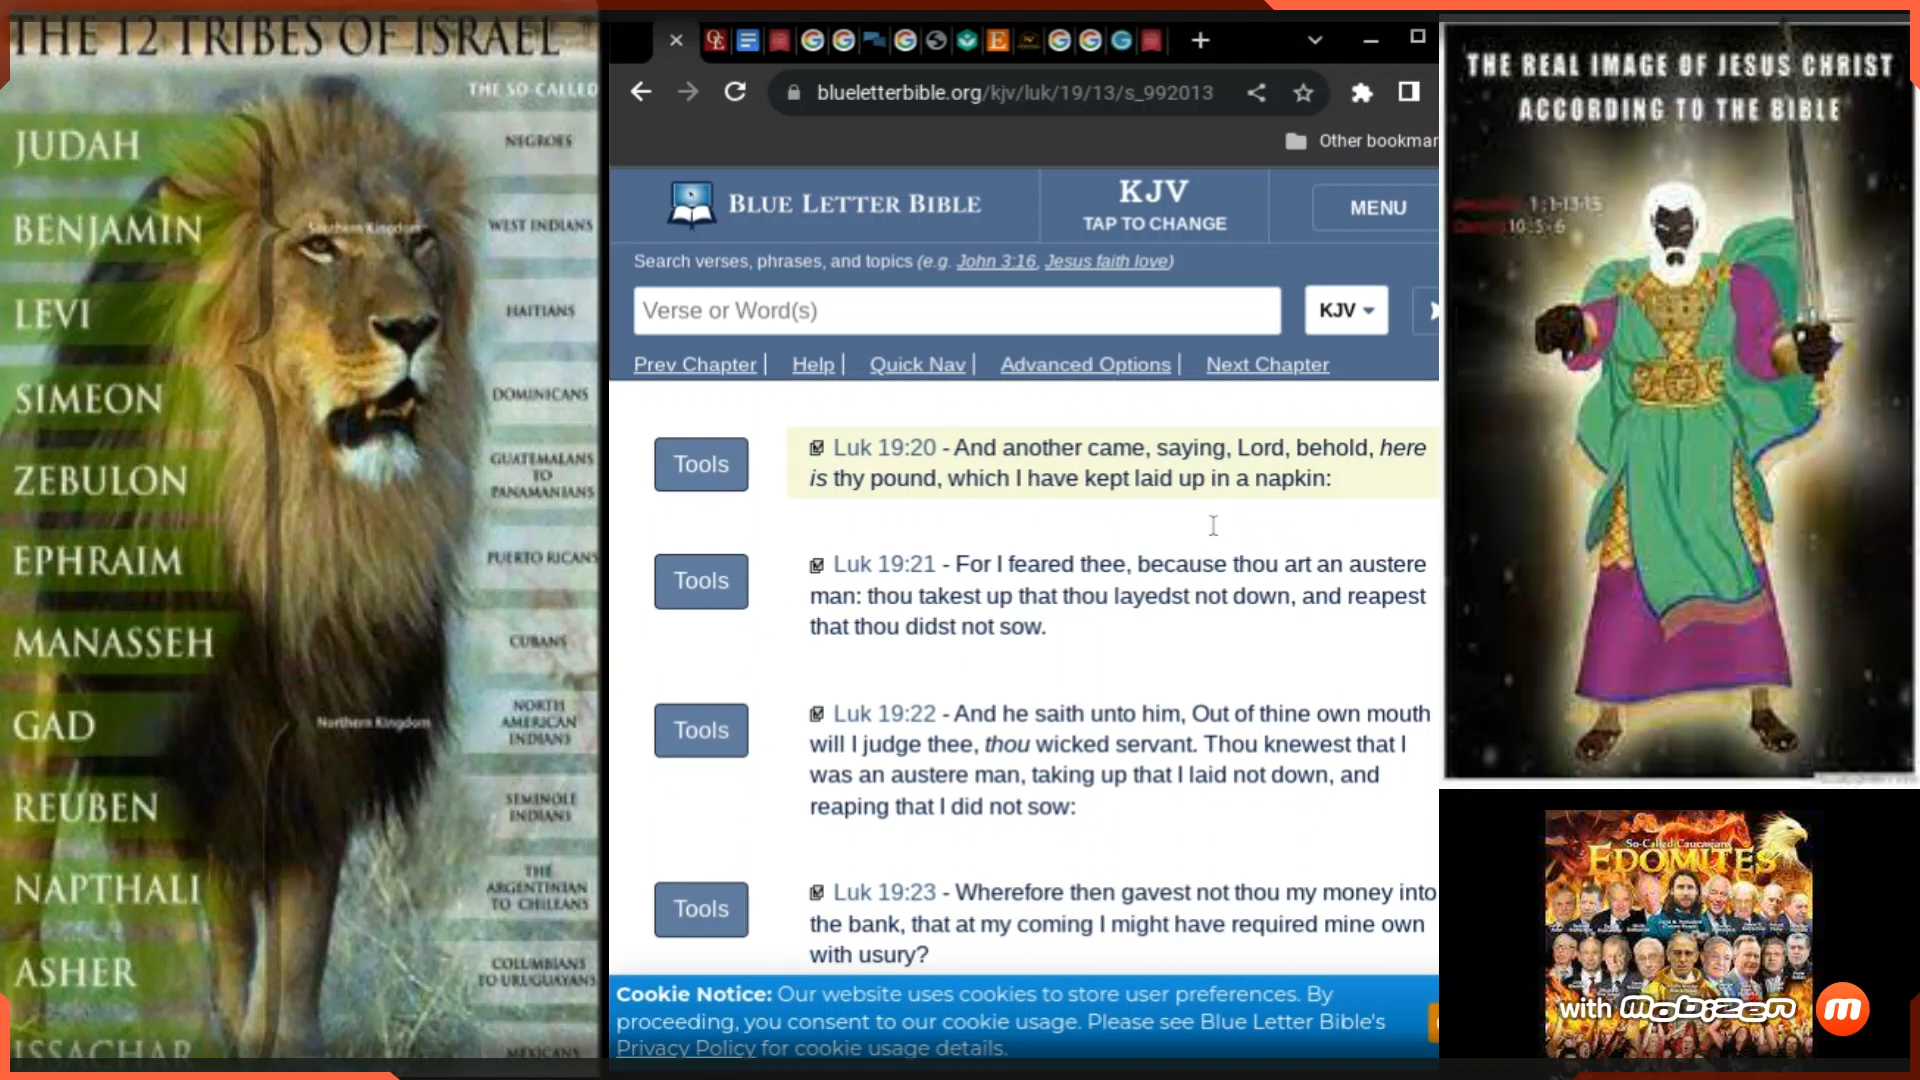 THE 12 TRIBES OF ISRAEL
THE SO-CALLED
JUDAH
NEGROES
BENJAMIN
Southern Kingdom
WEST INDIANS
LEVI
HAITIANS
SIMEON
DOMINICANS
ZEBULON
GUATEMALANS
TO
PANAMANIANS
EPHRAIM
PUERTO RICANS
MANASSEH
CUBANS
GAD
Northern Kingdom
NORTH
AMERICAN
INDIANS
REUBEN
SEMINOLE
INDIANS
NAPTHALI
THE
ARGENTINIAN
TO CHILEANS
ASHER
COLUMBIANS
TO URUGUAYANS
ISSACHAR
MEXICANS
blueletterbible.org/kjv/luk/19/13/s_992013
Other bookmar
BLUE LETTER BIBLE
KJV
TAP TO CHANGE
MENU
Search verses, phrases, and topics (e.g. John 3:16, Jesus faith love)
Verse or Word(s)
KJV
Prev Chapter | Help | Quick Nav | Advanced Options | Next Chapter
Tools
Luk 19:20 - And another came, saying, Lord, behold, here
is thy pound, which I have kept laid up in a napkin:
Tools
Luk 19:21 - For I feared thee, because thou art an austere
man: thou takest up that thou layedst not down, and reapest
that thou didst not sow.
Tools
Luk 19:22 - And he saith unto him, Out of thine own mouth
will I judge thee, thou wicked servant. Thou knewest that I
was an austere man, taking up that I laid not down, and
reaping that I did not sow:
Tools
Luk 19:23 - Wherefore then gavest not thou my money into
the bank, that at my coming I might have required mine own
with usury?
Cookie Notice: Our website uses cookies to store user preferences. By
proceeding, you consent to our cookie usage. Please see Blue Letter Bible's
Privacy Policy for cookie usage details.
THE REAL IMAGE OF JESUS CHRIST
ACCORDING TO THE BIBLE
1:1-13-15
10:5-6
So-Called Caucasians
EDOMITES
with mobizen